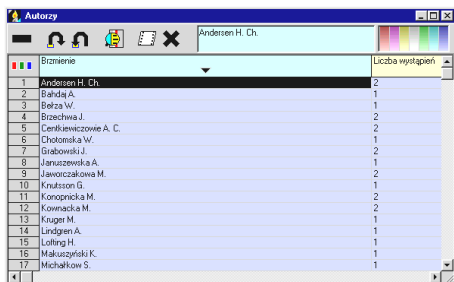 Autorzy
Andersen H. Ch.
Brzmienie Liczba wystąpień
1 Andersen H. Ch. 2
2 Bahdaj A. 1
3 Bełza W. 1
4 Brzechwa J. 2
5 Centkiewiczowie A. C. 2
6 Chotomska W. 1
7 Grabowski J. 2
8 Januszewska A. 1
9 Jaworczakowa M. 2
10 Knutsson G. 1
11 Konopnicka M. 2
12 Kownacka M. 2
13 Kruger M. 1
14 Lindgren A. 1
15 Lofting H. 1
16 Makuszyński K. 1
17 Michałkow S. 1